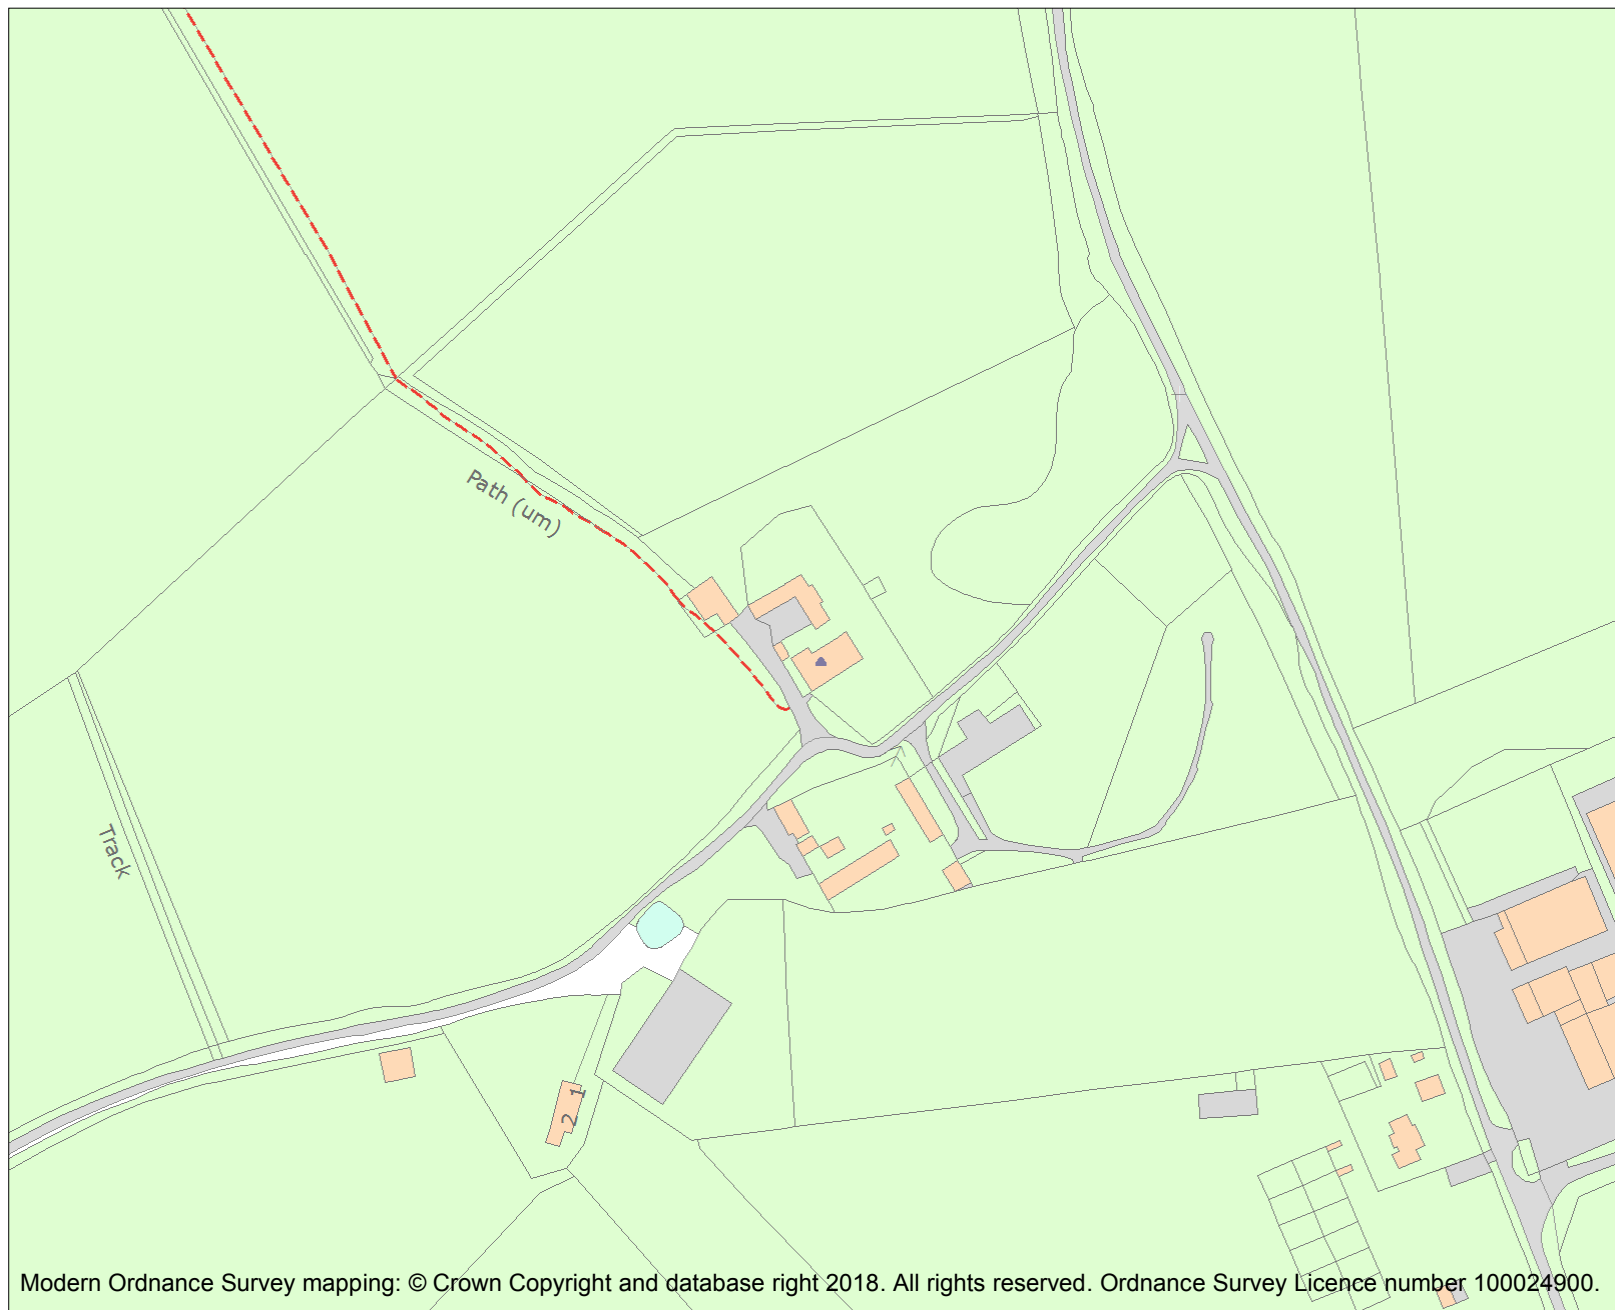 Path (um)
Track
2 1
Modern Ordnance Survey mapping: © Crown Copyright and database right 2018. All rights reserved. Ordnance Survey Licence number 100024900.